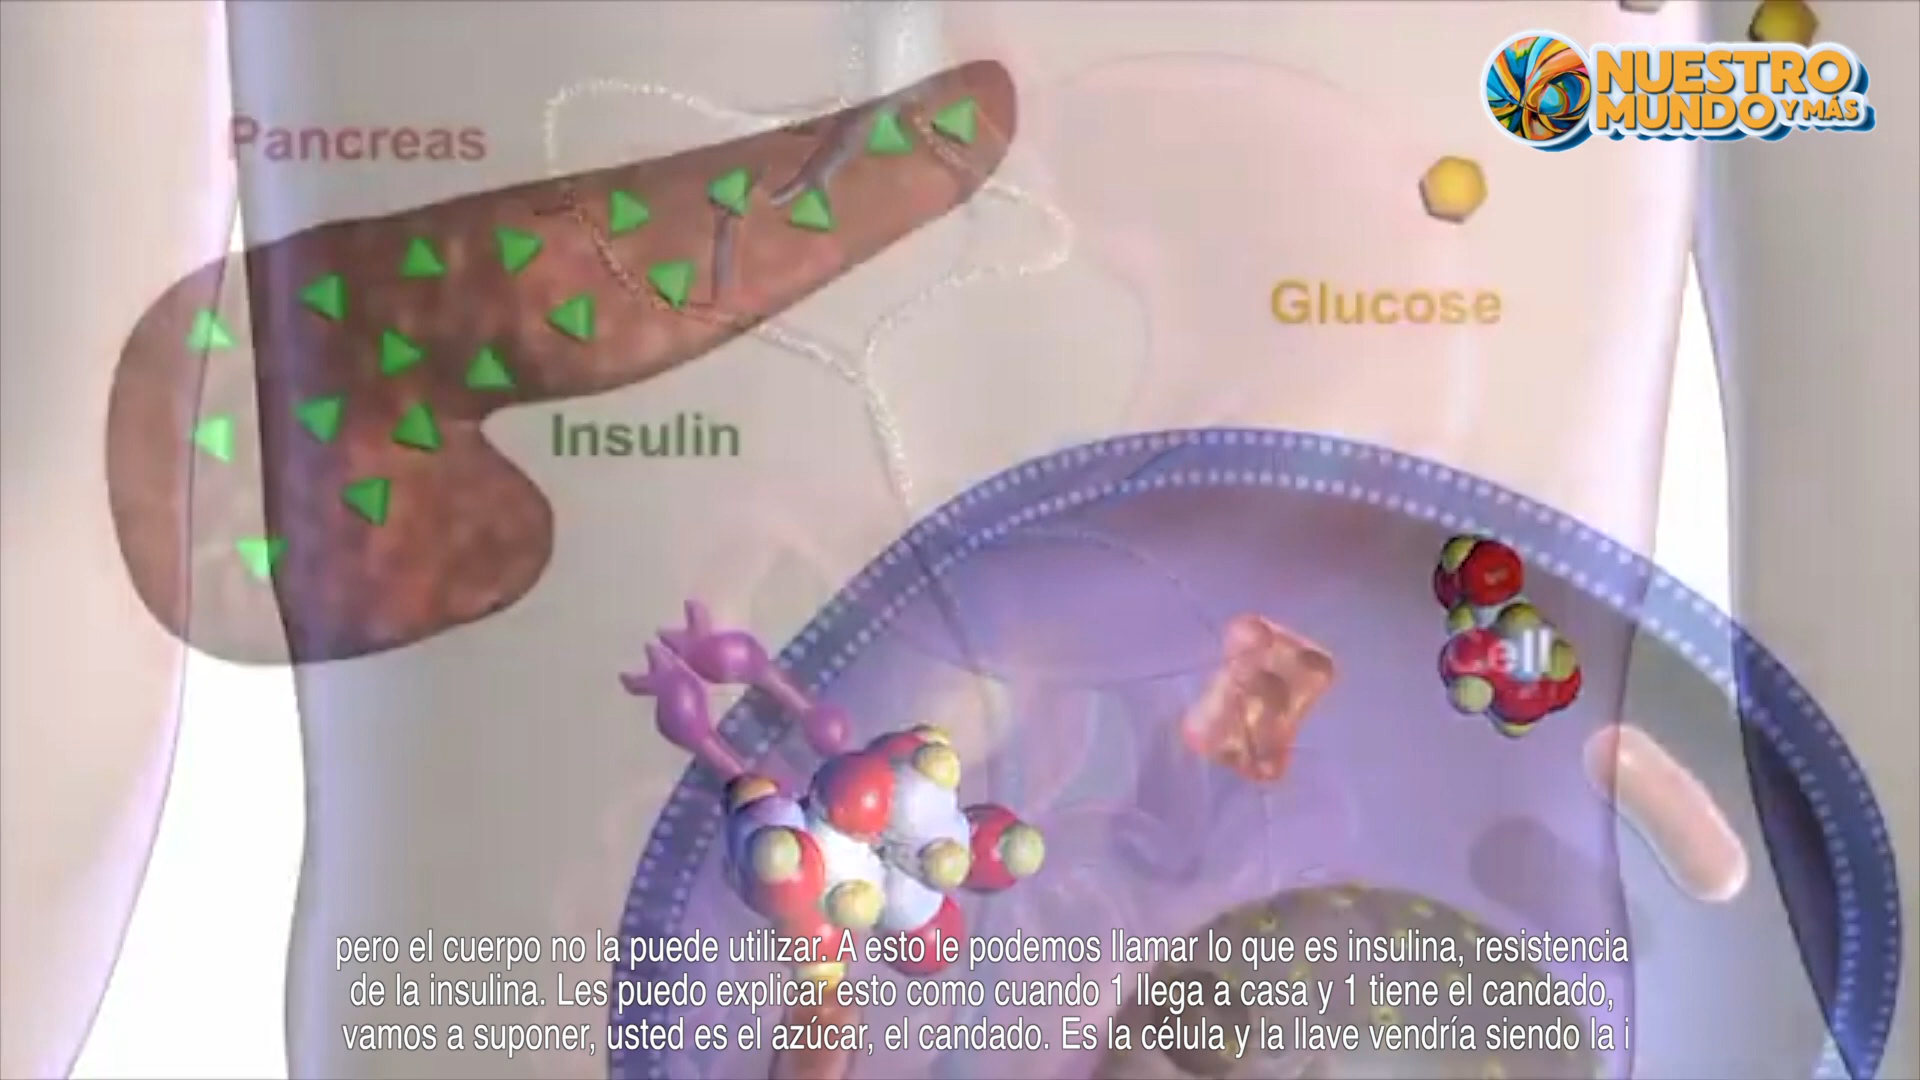 NUESTRO
MUNDO Y MÁS
Pancreas
Glucose
Insulin
Cell
pero el cuerpo no la puede utilizar. A esto le podemos llamar lo que es insulina, resistencia
de la insulina. Les puedo explicar esto como cuando 1 llega a casa y 1 tiene el candado,
vamos a suponer, usted es el azúcar, el candado. Es la célula y la llave vendría siendo la i